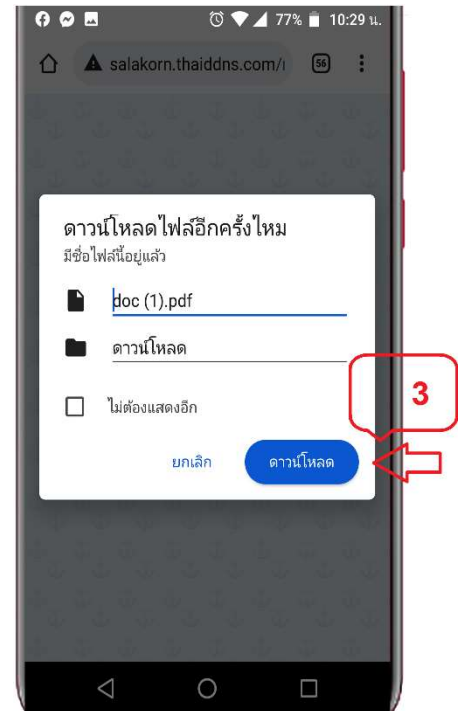 77% 10:29 น.
salakorn.thaiddns.com/ 56
ดาวน์โหลดไฟล์อีกครั้งไหม
มีชื่อไฟล์นี้อยู่แล้ว
doc (1).pdf
ดาวน์โหลด
ไม่ต้องแสดงอีก
ยกเลิก ดาวน์โหลด
3